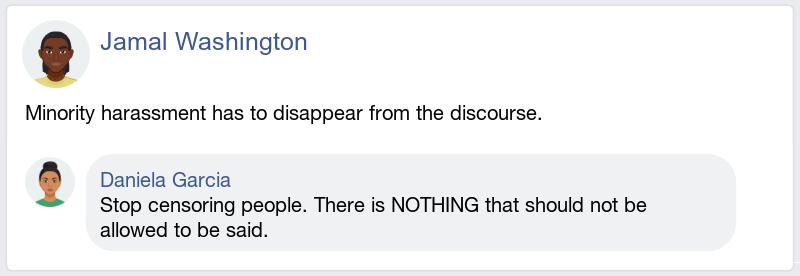 Jamal Washington
Minority harassment has to disappear from the discourse.
Daniela Garcia
Stop censoring people. There is NOTHING that should not be
allowed to be said.